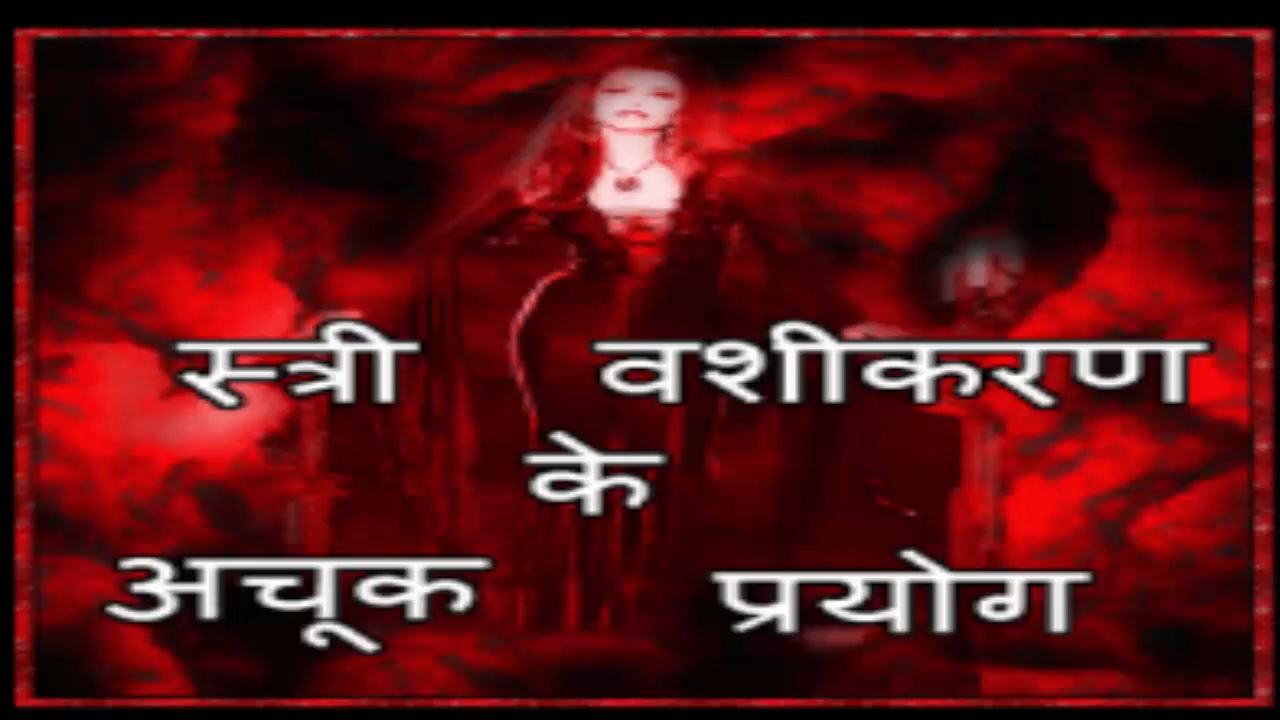 स्त्री वशीकरण
के
अचूक प्रयोग